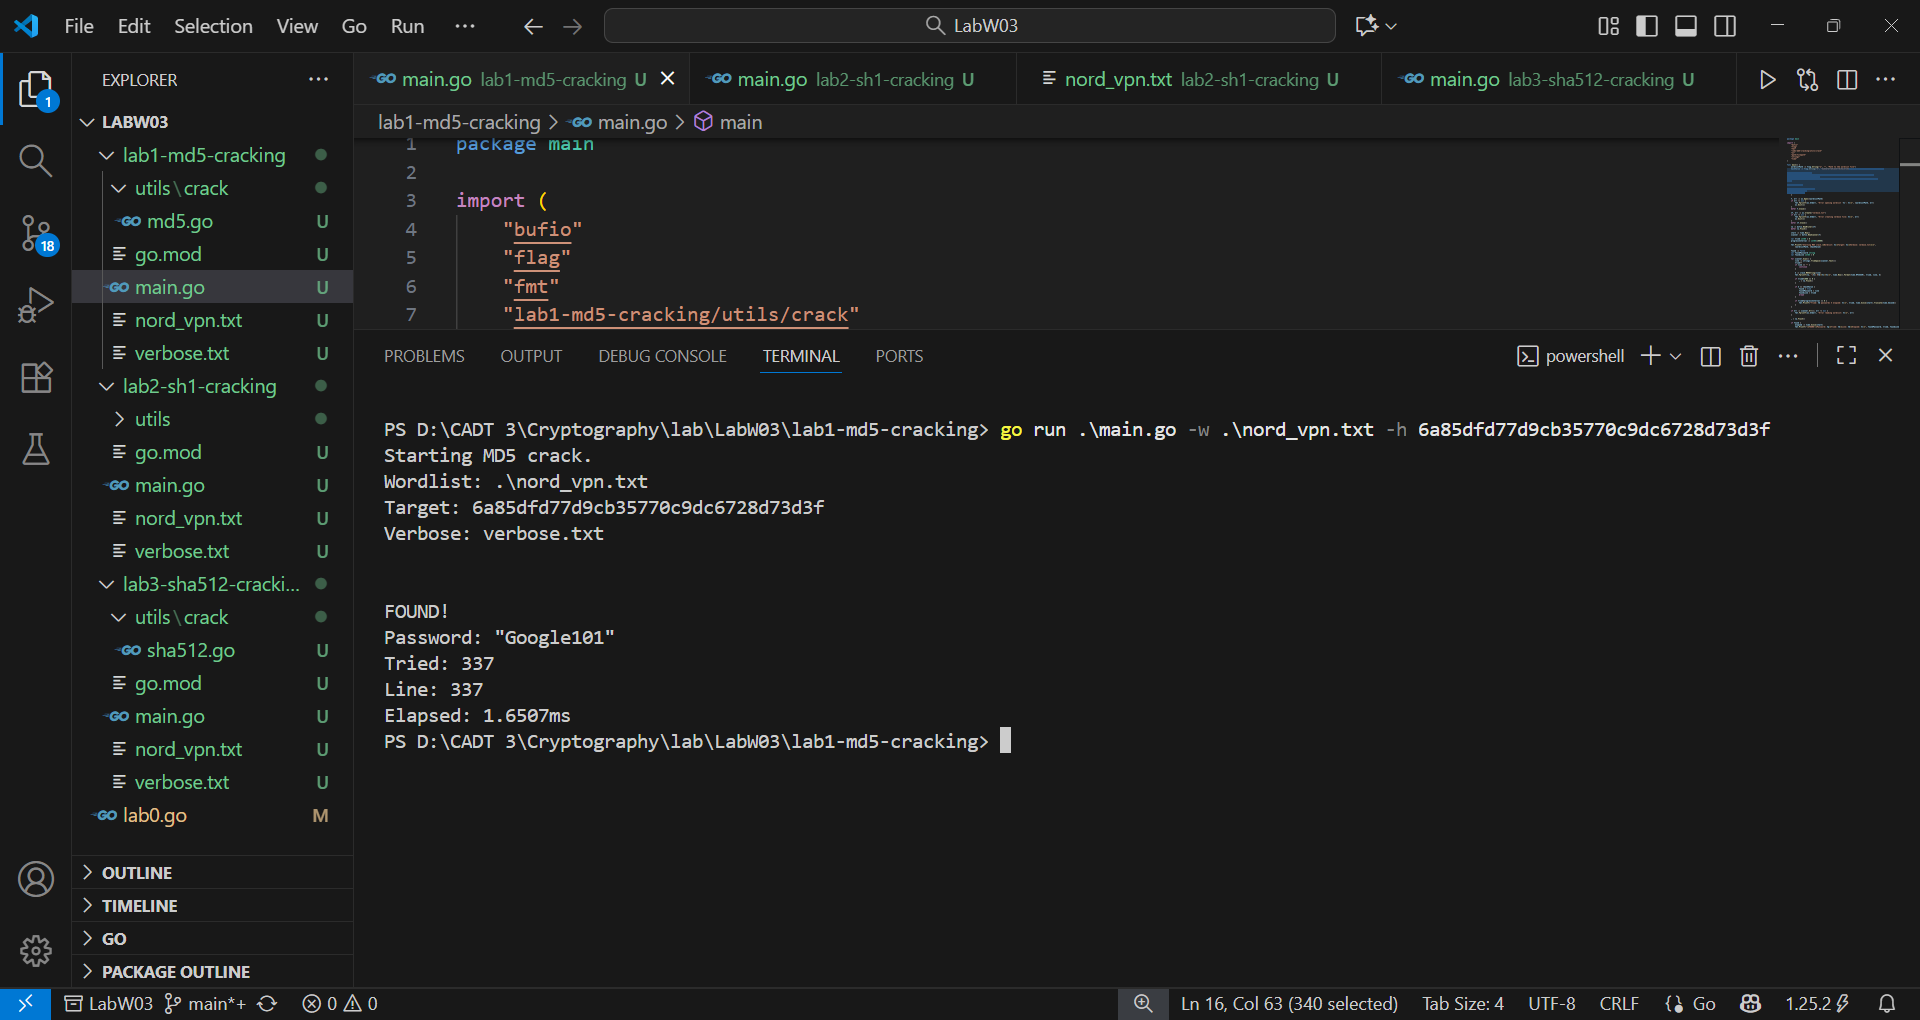 File Edit Selection View Go Run ··· LabW03
EXPLORER ···
LABW03
lab1-md5-cracking
utils\crack
md5.go U
go.mod U
main.go U
nord_vpn.txt U
verbose.txt U
lab2-sh1-cracking
utils
go.mod U
main.go U
nord_vpn.txt U
verbose.txt U
lab3-sha512-cracki...
utils\crack
sha512.go U
go.mod U
main.go U
nord_vpn.txt U
verbose.txt U
lab0.go M
OUTLINE
TIMELINE
GO
PACKAGE OUTLINE
1
18
main.go lab1-md5-cracking U main.go lab2-sh1-cracking U nord_vpn.txt lab2-sh1-cracking U main.go lab3-sha512-cracking U
lab1-md5-cracking > main.go > main
1 package main
2
3 import (
4 "bufio"
5 "flag"
6 "fmt"
7 "lab1-md5-cracking/utils/crack"
PROBLEMS OUTPUT DEBUG CONSOLE TERMINAL PORTS powershell
PS D:\CADT 3\Cryptography\lab\LabW03\lab1-md5-cracking> go run .\main.go -w .\nord_vpn.txt -h 6a85dfd77d9cb35770c9dc6728d73d3f
Starting MD5 crack.
Wordlist: .\nord_vpn.txt
Target: 6a85dfd77d9cb35770c9dc6728d73d3f
Verbose: verbose.txt
FOUND!
Password: "Google101"
Tried: 337
Line: 337
Elapsed: 1.6507ms
PS D:\CADT 3\Cryptography\lab\LabW03\lab1-md5-cracking>
LabW03 main*+ 0 0 Ln 16, Col 63 (340 selected) Tab Size: 4 UTF-8 CRLF Go 1.25.2